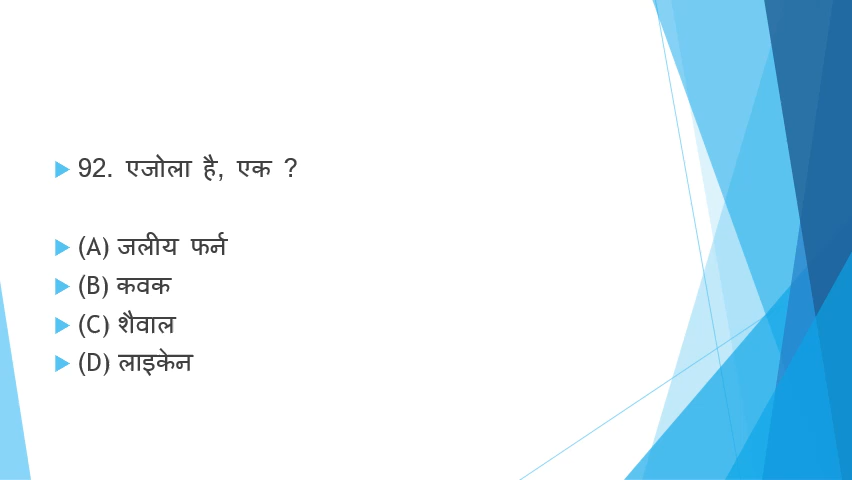 92. एजोला है, एक ?
(A) जलीय फर्न
(B) कवक
(C) शैवाल
(D) लाइकेन